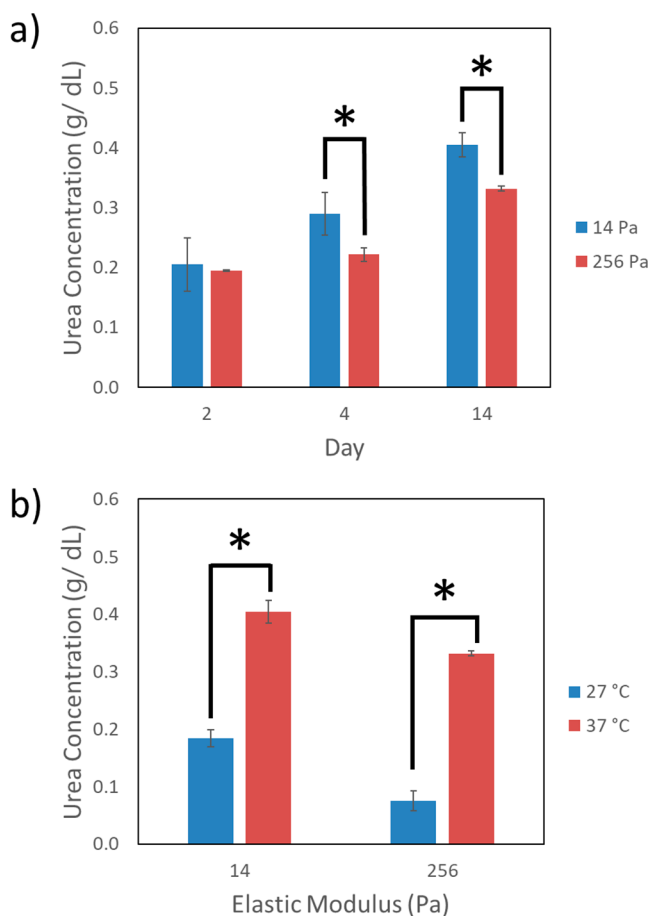 a)
Urea Concentration (g/ dL)
0.6
0.5
0.4
0.3
0.2
0.1
0.0
*
*
2
4
14
Day
14 Pa
256 Pa
b)
Urea Concentration (g/ dL)
0.6
0.5
0.4
0.3
0.2
0.1
0.0
*
*
14
256
Elastic Modulus (Pa)
27 °C
37 °C